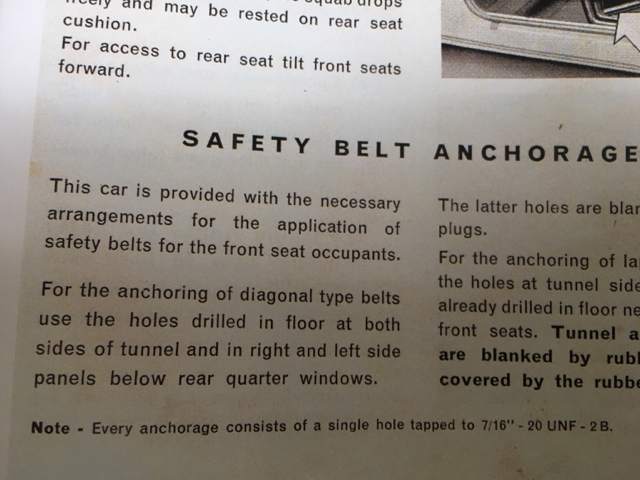 freely and may be rested on rear seat
cushion.
For access to rear seat tilt front seats
forward.
SAFETY BELT ANCHORAGE
This car is provided with the necessary
arrangements for the application of
safety belts for the front seat occupants.
For the anchoring of diagonal type belts
use the holes drilled in floor at both
sides of tunnel and in right and left side
panels below rear quarter windows.
The latter holes are
plugs.
For the anchoring of
the holes at tunnel
already drilled in floor
front seats. Tunnel
are blanked by
covered by the
Note - Every anchorage consists of a single hole tapped to 7/16" - 20 UNF - 2B.